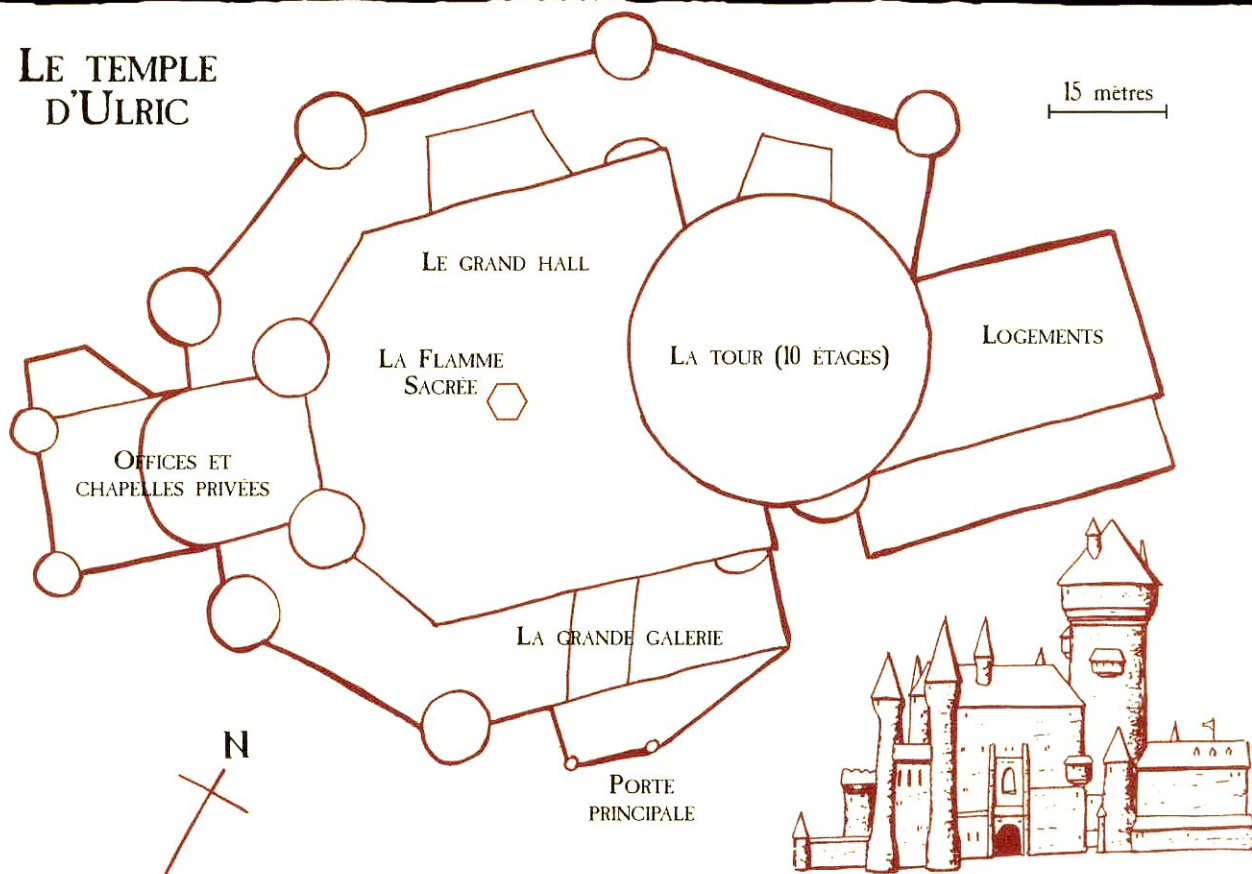 LE TEMPLE
D'ULRIC
15 mètres
LE GRAND HALL
LA FLAMME
SACRÉE
LA TOUR (10 ÉTAGES)
LOGEMENTS
OFFICES ET
CHAPELLES PRIVÉES
LA GRANDE GALERIE
N
PORTE
PRINCIPALE